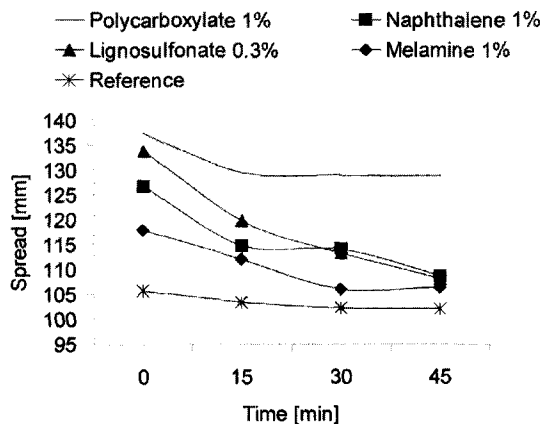 Polycarboxylate 1% Naphthalene 1%
Lignosulfonate 0.3% Melamine 1%
Reference
140
135
130
125
120
115
110
105
100
95
Spread [mm]
0 15 30 45
Time [min]